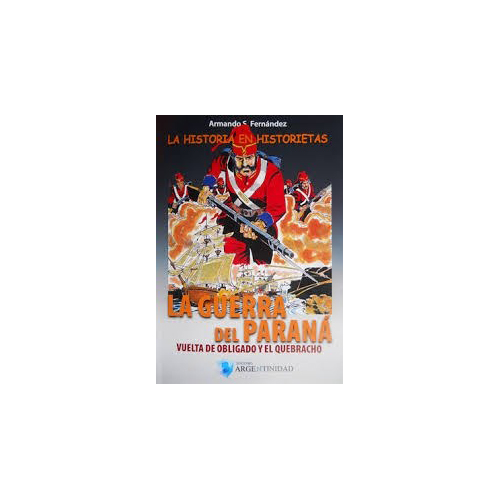 Armando S. Fernández
LA HISTORIA EN HISTORIETAS
LA GUERRA
DEL PARANÁ
VUELTA DE OBLIGADO Y EL QUEBRACHO
ARGENTINIDAD